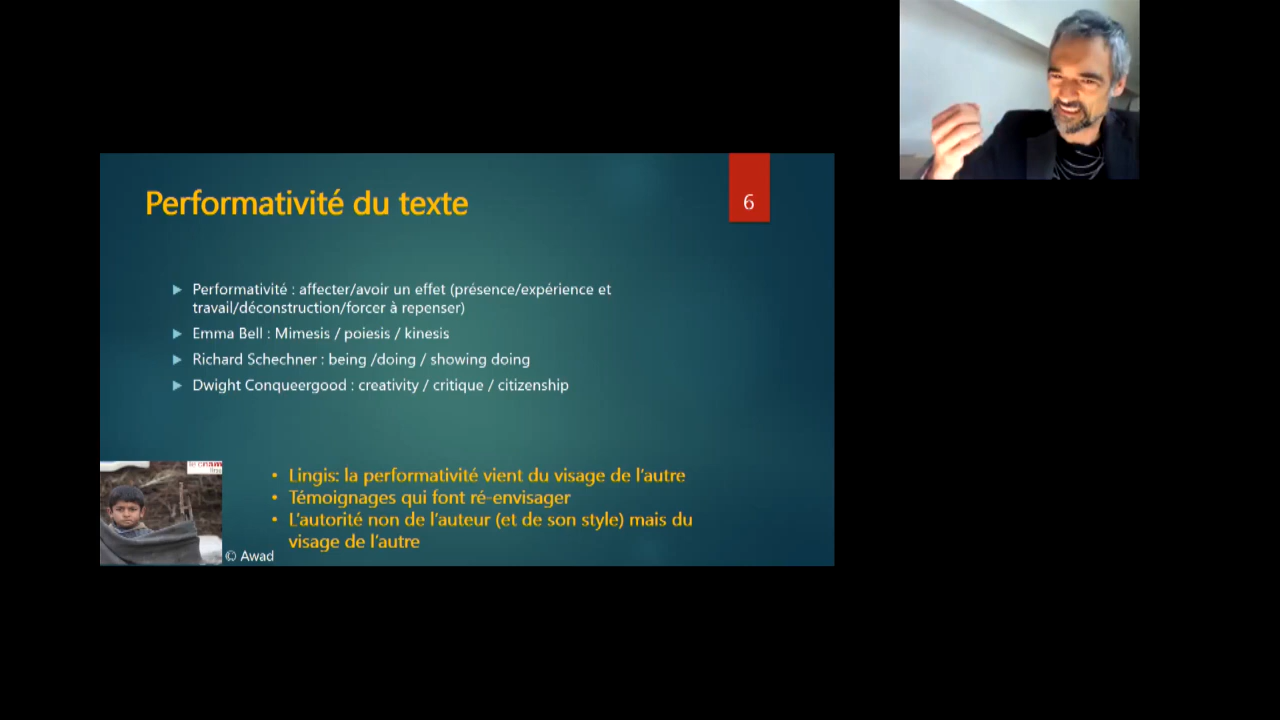 Performativité du texte
6
Performativité : affecter/avoir un effet (présence/expérience et
travail/déconstruction/forcer à repenser)
Emma Bell : Mimesis / poiesis / kinesis
Richard Schechner : being /doing / showing doing
Dwight Conqueergood : creativity / critique / citizenship
• Lingis: la performativité vient du visage de l'autre
• Témoignages qui font ré-envisager
• L'autorité non de l'auteur (et de son style) mais du
visage de l'autre
© Awad